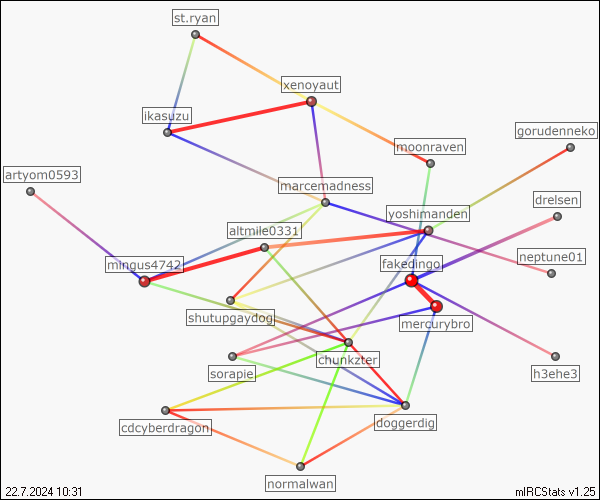 st.ryan
xenoyaut
ikasuzu
gorudenneko
moonraven
artyom0593
marcemadness
drelsen
yoshimanden
altmile0331
neptune01
mingus4742
fakedingo
shutupgaydog
mercurybro
chunkzter
sorapie
h3ehe3
doggerdig
cdcyberdragon
normalwan
22.7.2024 10:31
mIRCStats v1.25